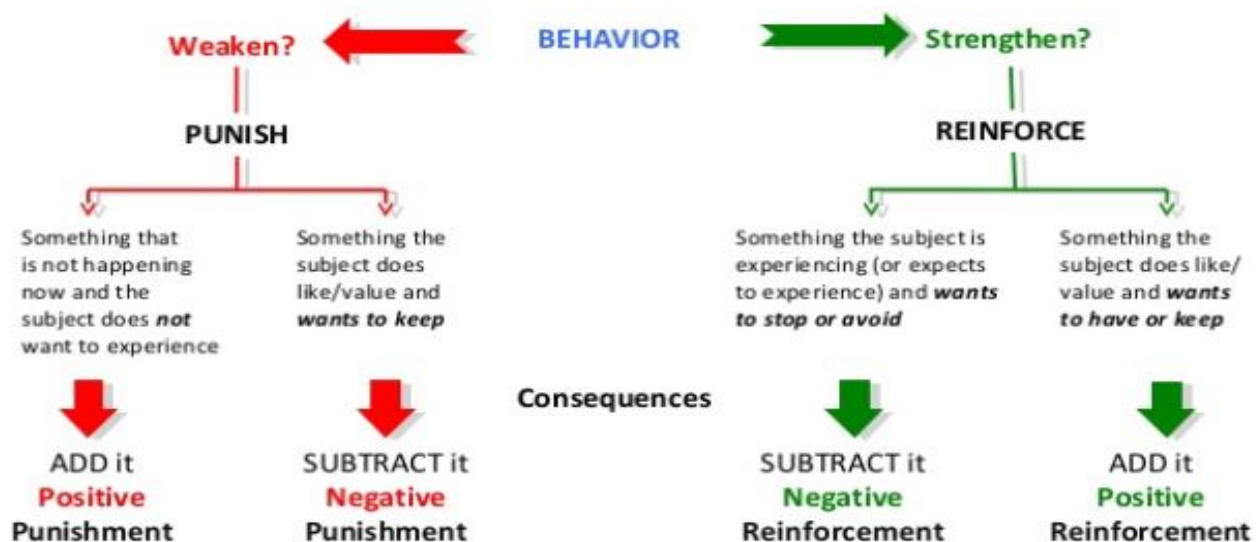 Weaken?
BEHAVIOR
Strengthen?
PUNISH
REINFORCE
Something that
is not happening
now and the
subject does not
want to experience
Something the
subject does
like/value and
wants to keep
Something the subject is
experiencing (or expects
to experience) and wants
to stop or avoid
Something the
subject does like/
value and wants
to have or keep
Consequences
ADD it
Positive
Punishment
SUBTRACT it
Negative
Punishment
SUBTRACT it
Negative
Reinforcement
ADD it
Positive
Reinforcement